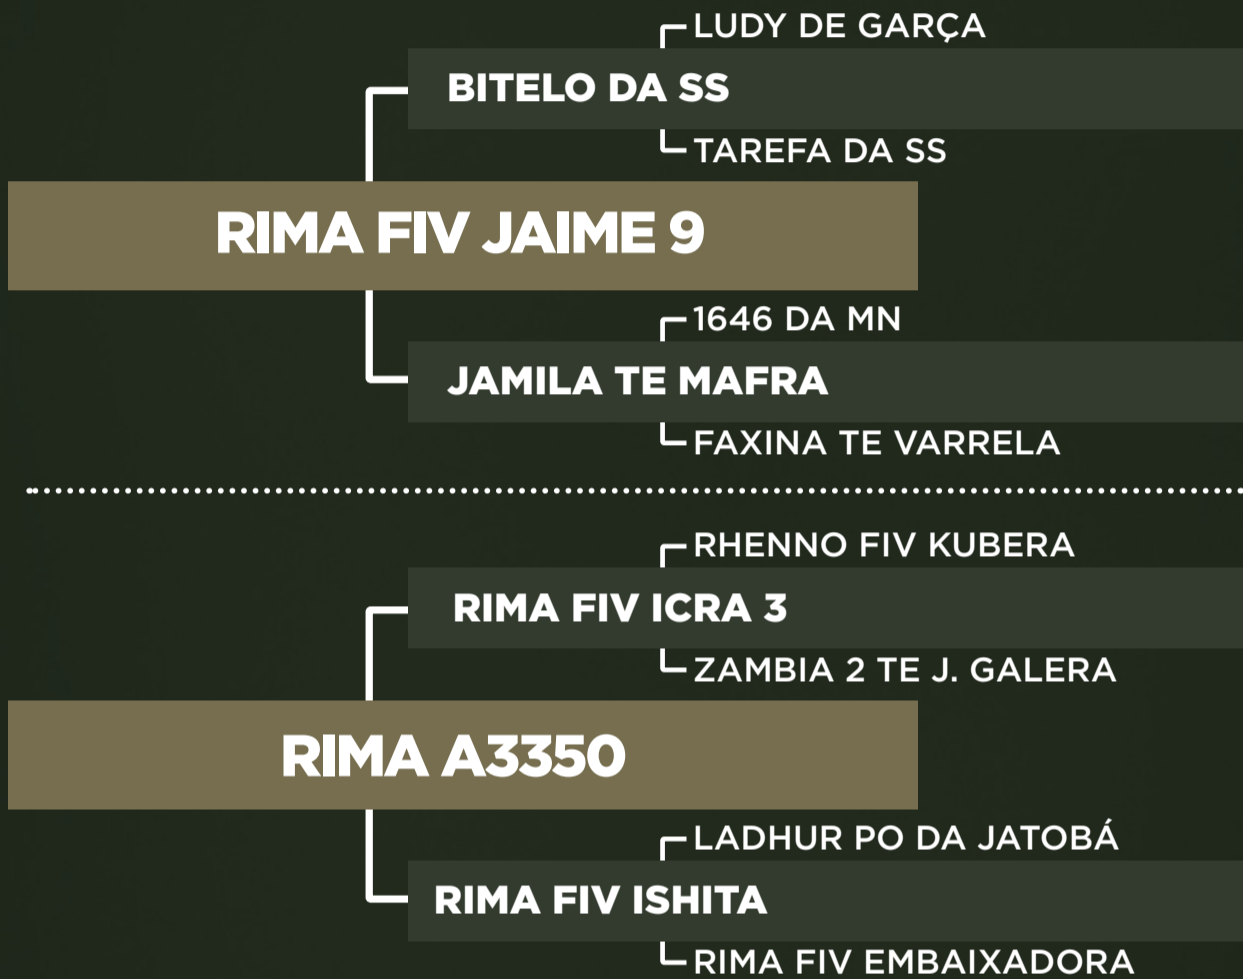 LUDY DE GARÇA
BITELO DA SS
TAREFA DA SS
RIMA FIV JAIME 9
1646 DA MN
JAMILA TE MAFRA
FAXINA TE VARRELA
RHENNO FIV KUBERA
RIMA FIV ICRA 3
ZAMBIA 2 TE J. GALERA
RIMA A3350
LADHUR PO DA JATOBÁ
RIMA FIV ISHITA
RIMA FIV EMBAIXADORA